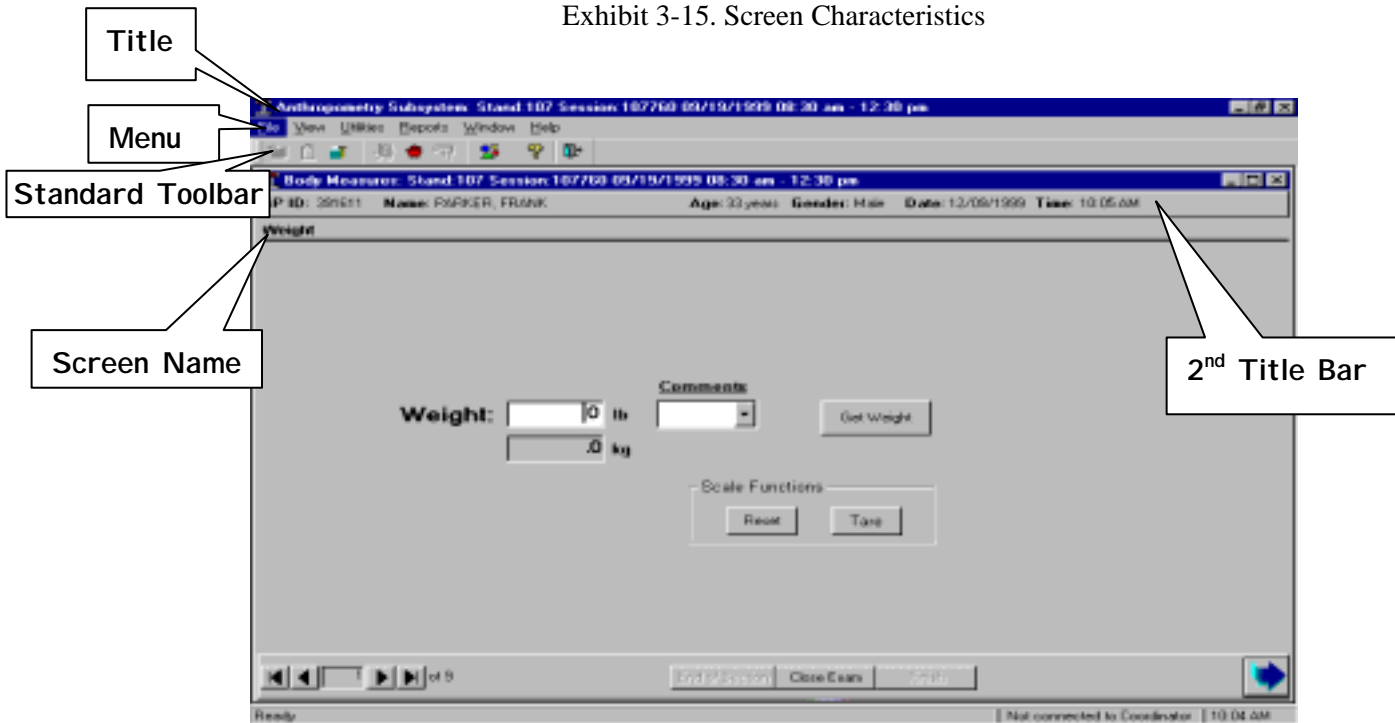 Exhibit 3-15. Screen Characteristics
Title
Anthropometry Subsystem: Stand 107 Session: 107760 09/19/1999 08:30 am - 12:30 pm
Menu
File View Utilities Reports Window Help
Standard Toolbar
Body Measures: Stand:107 Session:107760 09/19/1999 08:30 am - 12:30 pm
SP ID: 391611 Name: PARKER, FRANK Age: 33 years Gender: Male Date: 12/09/1999 Time: 10:05 AM
Weight
Screen Name
2nd Title Bar
Comments
Weight: 0 lb
Get Weight
.0 kg
Scale Functions
Reset Tare
1 of 9
End of Section Close Exam
Ready Not connected to Coordinator 10:04 AM